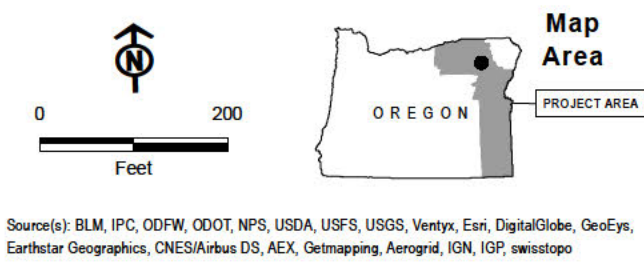 N
0 200
Feet
Map
Area
OREGON
PROJECT AREA
Source(s): BLM, IPC, ODFW, ODOT, NPS, USDA, USFS, USGS, Ventyx, Esri, DigitalGlobe, GeoEys,
Earthstar Geographics, CNES/Airbus DS, AEX, Getmapping, Aerogrid, IGN, IGP, swisstopo